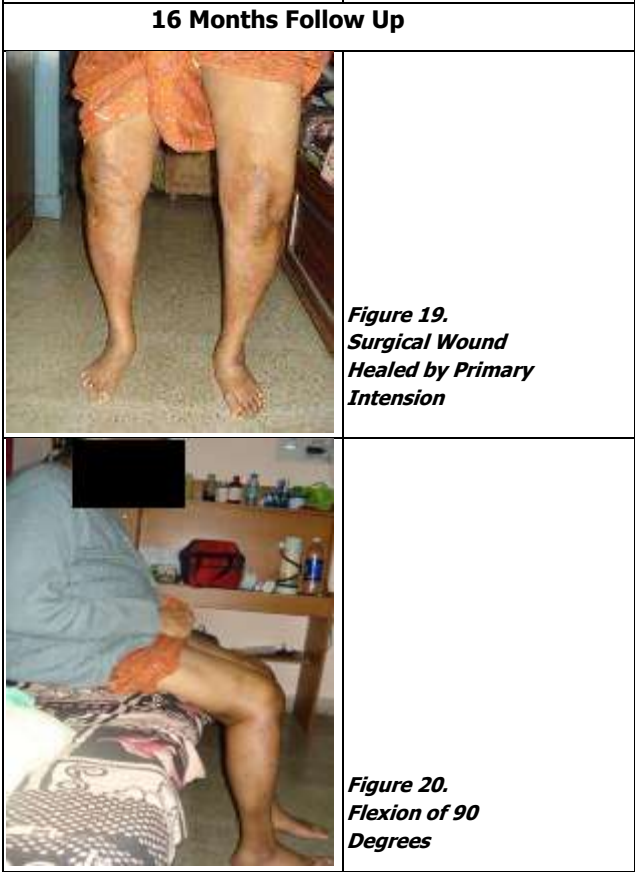 16 Months Follow Up
Figure 19.
Surgical Wound
Healed by Primary
Intension
Figure 20.
Flexion of 90
Degrees